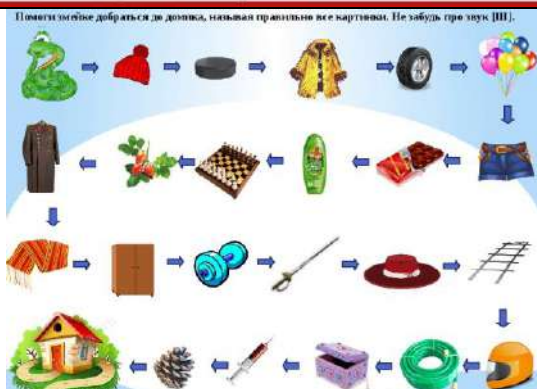 Помоги змейке добраться до домика, называя правильно все картинки. Не забудь про звук [Ш].